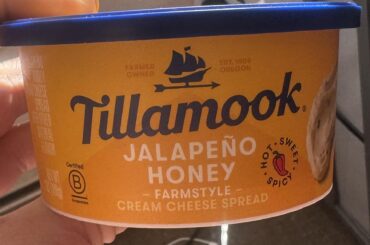 FARMER OWNED
EST. 1909 OREGON
Tillamook
JALAPEÑO
HONEY
FARMSTYLE
CREAM CHEESE SPREAD
HOT · SWEET · SPICY
Certified
B